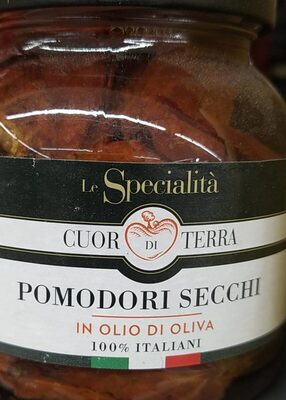 Le Specialità
CUOR DI TERRA
POMODORI SECCHI
IN OLIO DI OLIVA
100% ITALIANI